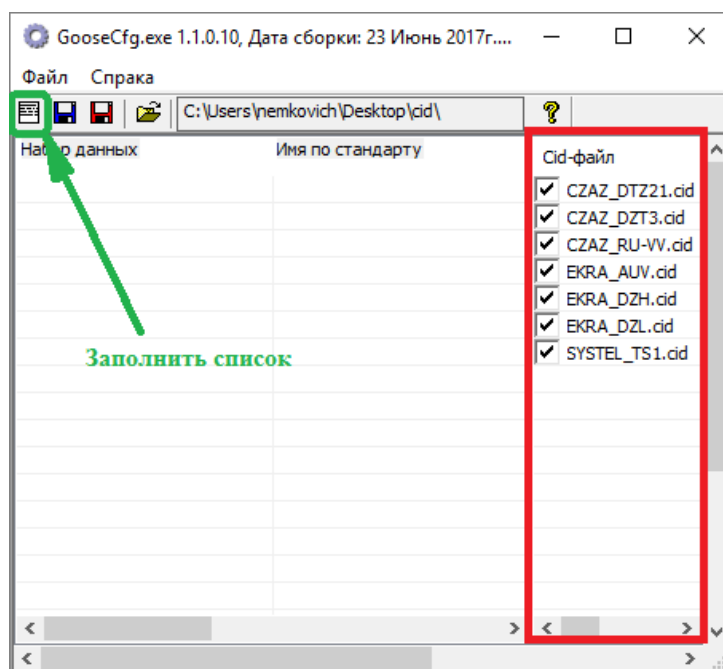 GooseCfg.exe 1.1.0.10, Дата сборки: 23 Июнь 2017г....
Файл Спрака
C:\Users\nemkovich\Desktop\cid\
Набор данных Имя по стандарту Cid-файл
CZAZ_DTZ21.cid
CZAZ_DZT3.cid
CZAZ_RU-VV.cid
EKRA_AUV.cid
EKRA_DZH.cid
EKRA_DZL.cid
SYSTEL_TS1.cid
Заполнить список